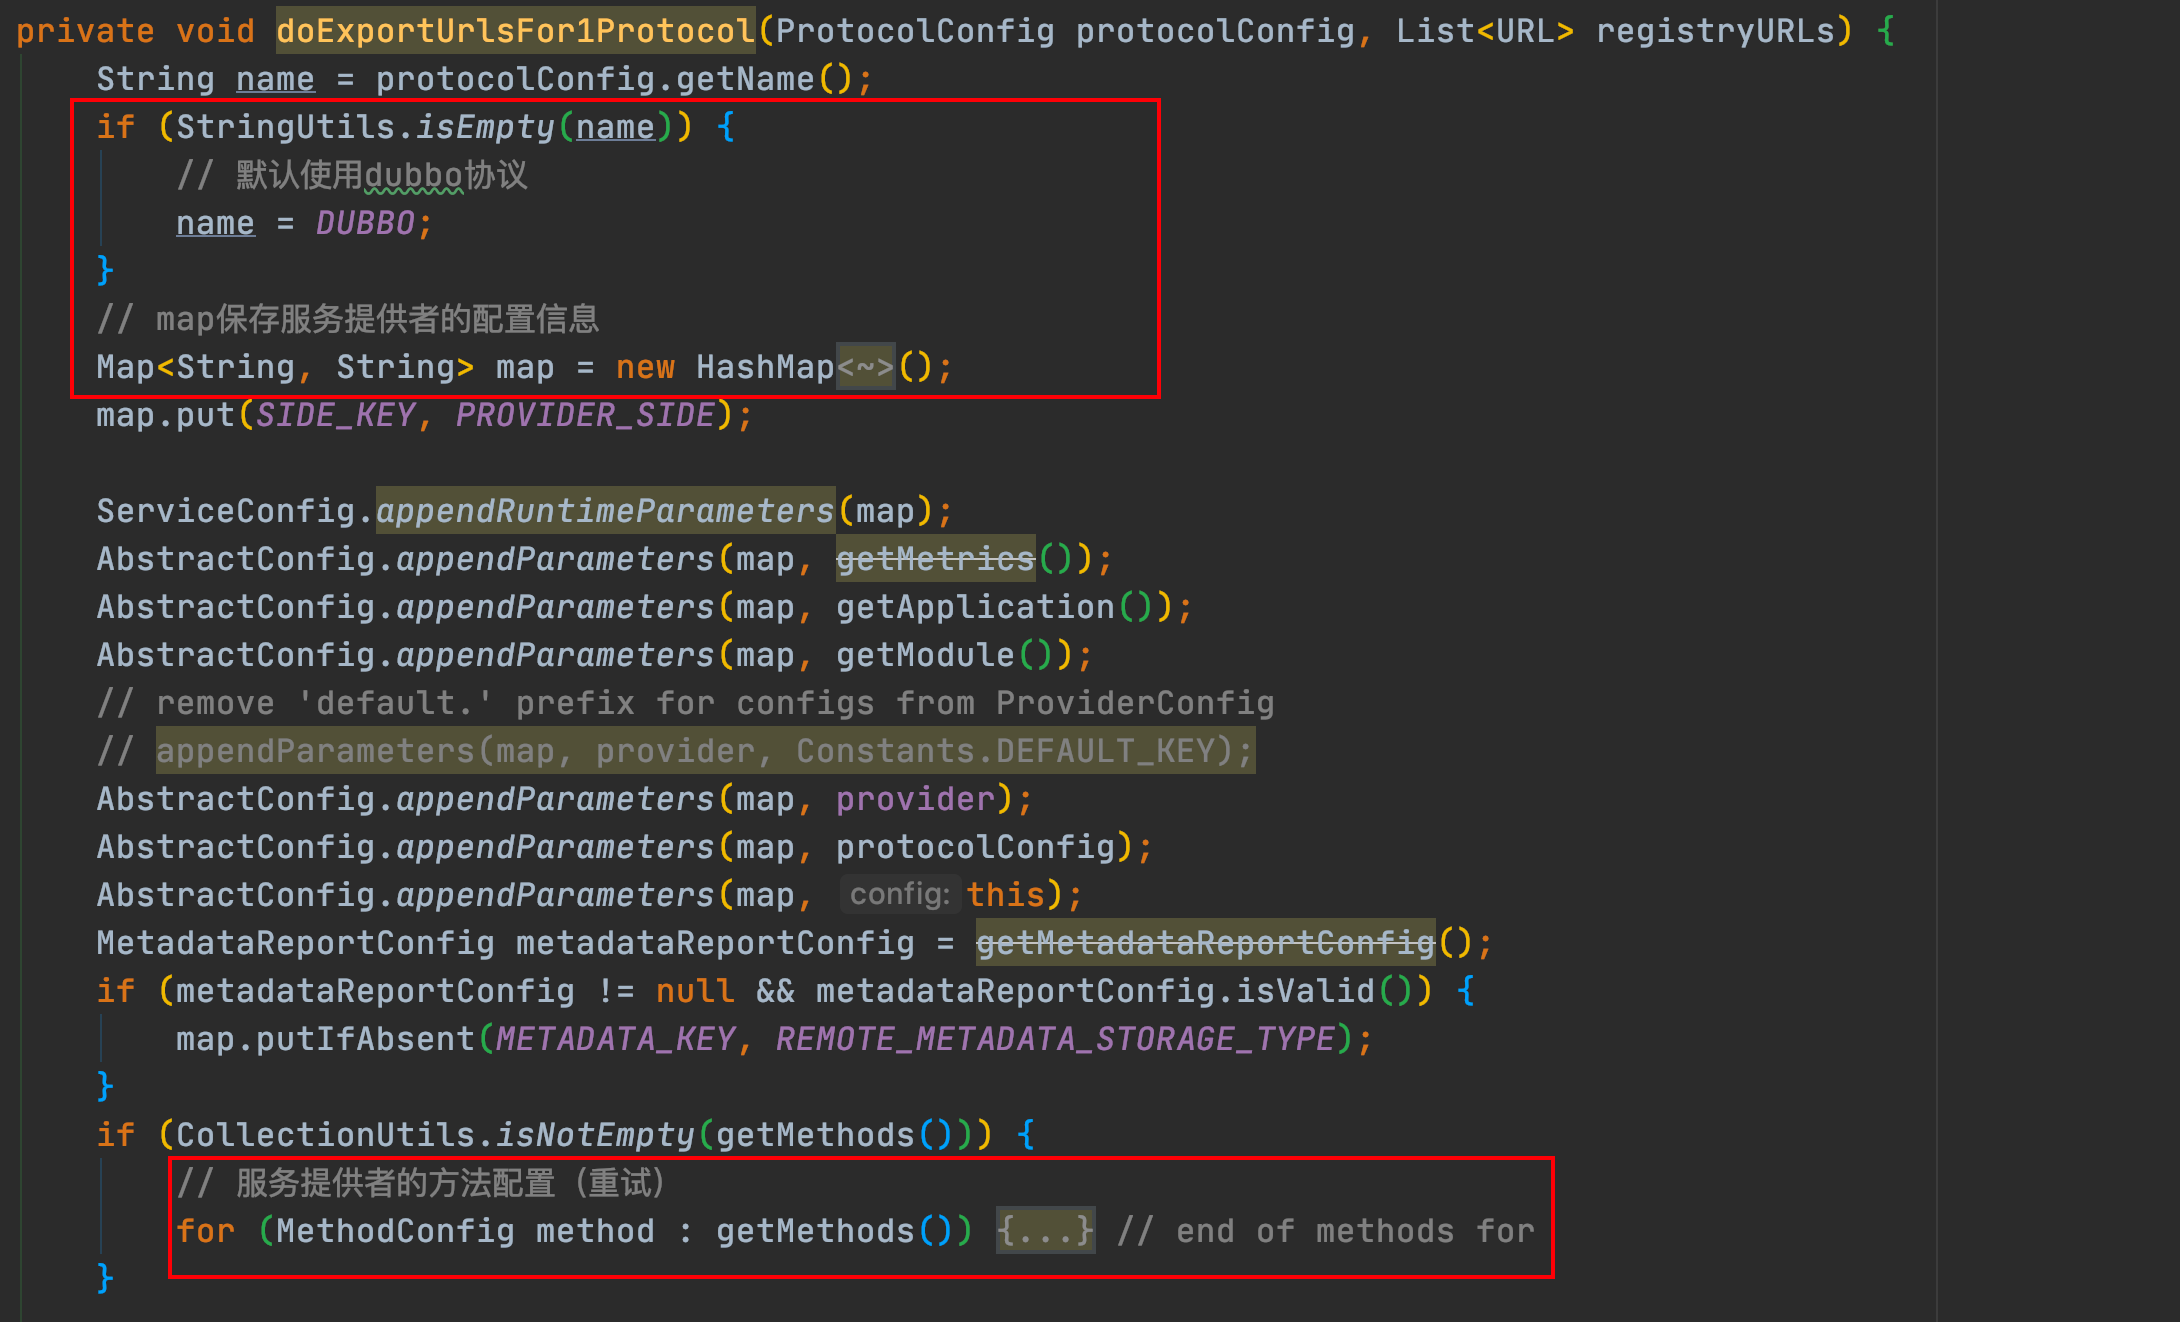 private void doExportUrlsFor1Protocol(ProtocolConfig protocolConfig, List<URL> registryURLs) {
String name = protocolConfig.getName();
if (StringUtils.isEmpty(name)) {
// 默认使用dubbo协议
name = DUBBO;
}
// map保存服务提供者的配置信息
Map<String, String> map = new HashMap<~>();
map.put(SIDE_KEY, PROVIDER_SIDE);
ServiceConfig.appendRuntimeParameters(map);
AbstractConfig.appendParameters(map, getMetrics());
AbstractConfig.appendParameters(map, getApplication());
AbstractConfig.appendParameters(map, getModule());
// remove 'default.' prefix for configs from ProviderConfig
// appendParameters(map, provider, Constants.DEFAULT_KEY);
AbstractConfig.appendParameters(map, provider);
AbstractConfig.appendParameters(map, protocolConfig);
AbstractConfig.appendParameters(map, config: this);
MetadataReportConfig metadataReportConfig = getMetadataReportConfig();
if (metadataReportConfig != null && metadataReportConfig.isValid()) {
map.putIfAbsent(METADATA_KEY, REMOTE_METADATA_STORAGE_TYPE);
}
if (CollectionUtils.isNotEmpty(getMethods())) {
// 服务提供者的方法配置（重试）
for (MethodConfig method : getMethods()) {...} // end of methods for
}